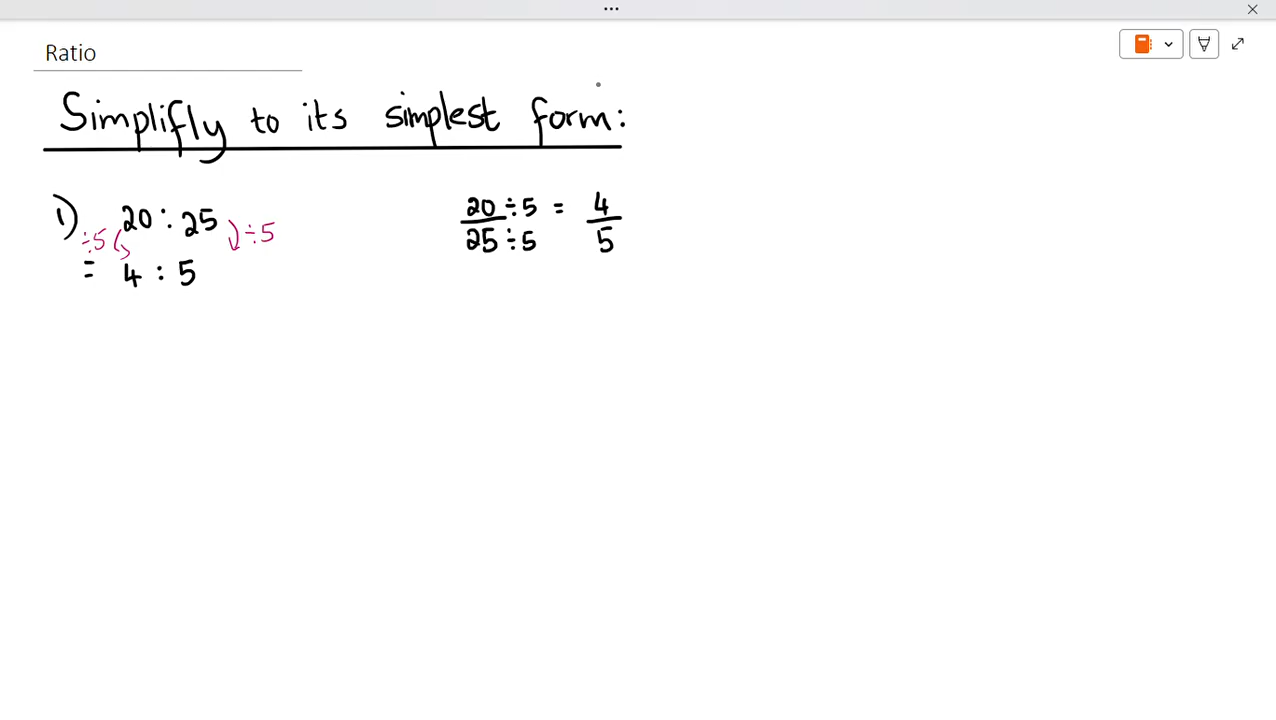 Ratio
Simplifly to its simplest form:
1) 20 : 25
÷5 ÷5
= 4 : 5
20 ÷5 = 4
25 ÷5 5